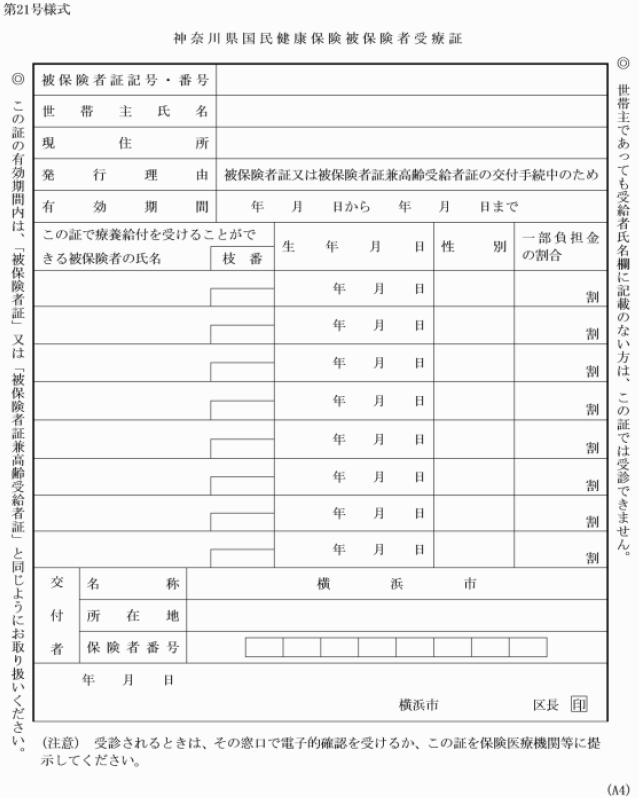 第21号様式
神奈川県国民健康保険被保険者受療証
◎ 世帯主であっても受給者氏名欄に記載のない方は、この証では受診できません。
被保険者証記号・番号
世帯主氏名
現住所
発行理由 被保険者証又は被保険者証兼高齢受給者証の交付手続中のため
有効期間 年 月 日から 年 月 日まで
この証で療養給付を受けることがで
きる被保険者の氏名 枝番 生年月日 性別 一部負担金
の割合
年 月 日 割
年 月 日 割
年 月 日 割
年 月 日 割
年 月 日 割
年 月 日 割
年 月 日 割
年 月 日 割
交付者 名称 横浜市
所在地
保険者番号
年 月 日
横浜市 区長 印
◎ この証の有効期間内は、「被保険者証」又は「被保険者証兼高齢受給者証」と同じようにお取り扱いください。
(注意) 受診されるときは、その窓口で電子的確認を受けるか、この証を保険医療機関等に提
示してください。
(A4)